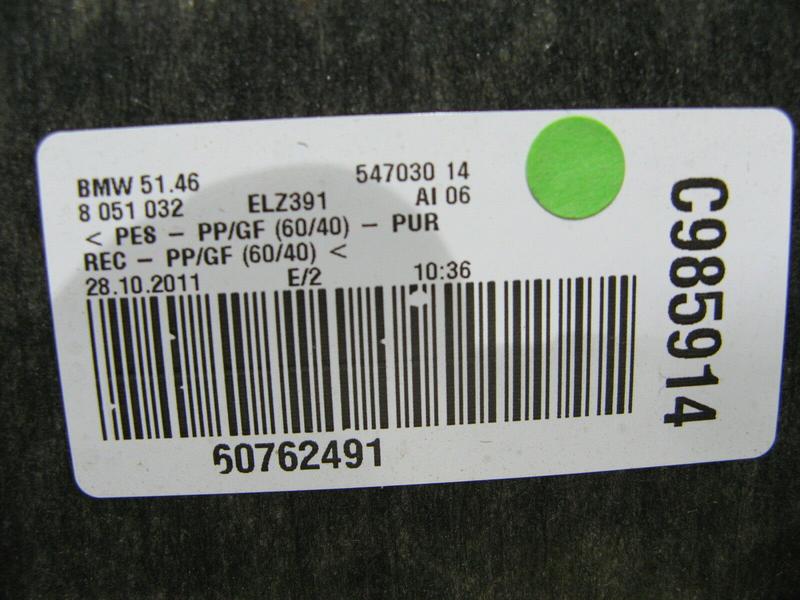 BMW 51.46 547030 14
8 051 032 ELZ391 AI 06
< PES - PP/GF (60/40) - PUR
REC - PP/GF (60/40) <
28.10.2011 E/2 10:36
60762491
C985914